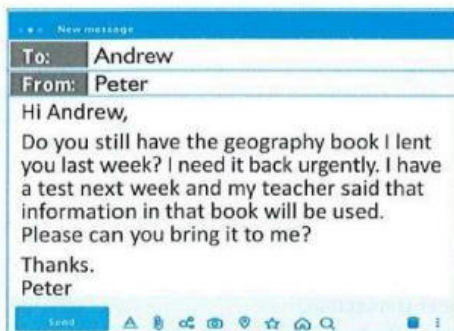 New message
To: Andrew
From: Peter
Hi Andrew,
Do you still have the geography book I lent
you last week? I need it back urgently. I have
a test next week and my teacher said that
information in that book will be used.
Please can you bring it to me?
Thanks.
Peter
Send